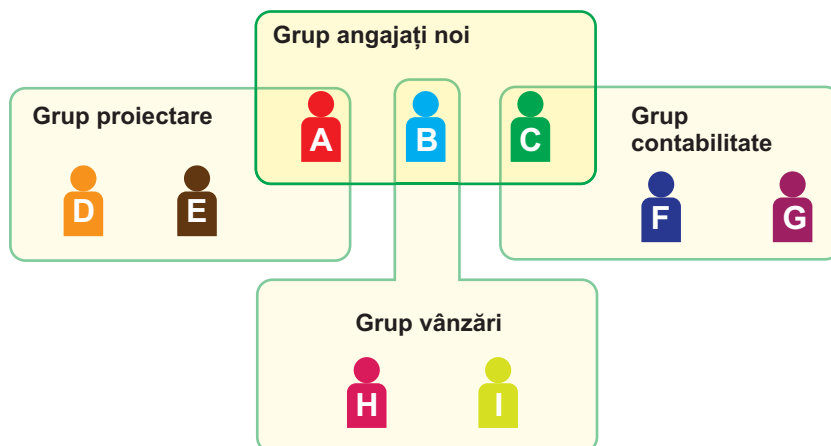 Grup angajați noi
Grup proiectare
A
B
C
Grup
contabilitate
D
E
F
G
Grup vânzări
H
I